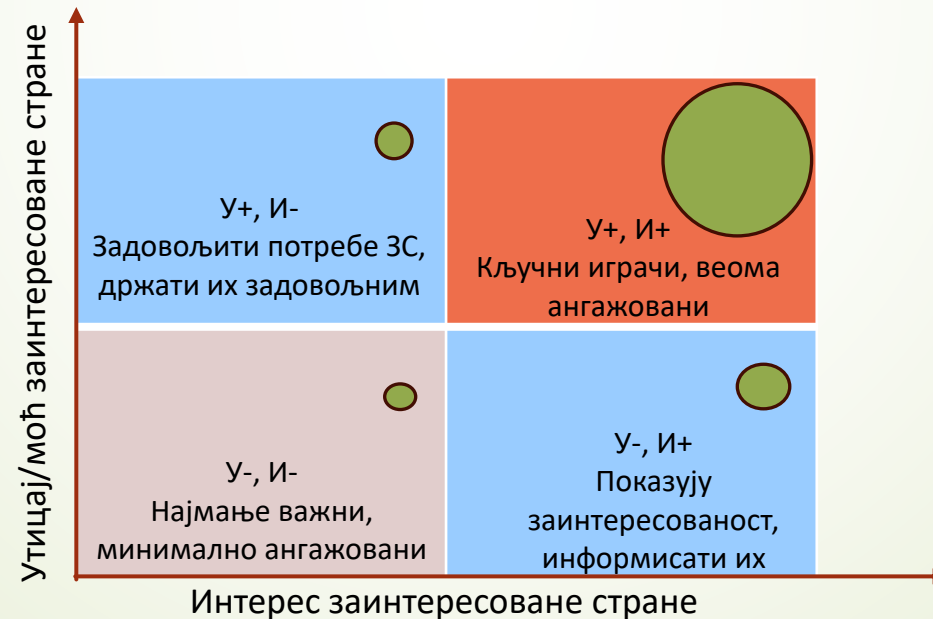 Утицај/моћ заинтересоване стране
У+, И-
Задовољити потребе ЗС,
држати их задовољним
У+, И+
Кључни играчи, веома
ангажовани
У-, И-
Најмање важни,
минимално ангажовани
У-, И+
Показују
заинтересованост,
информисати их
Интерес заинтересоване стране